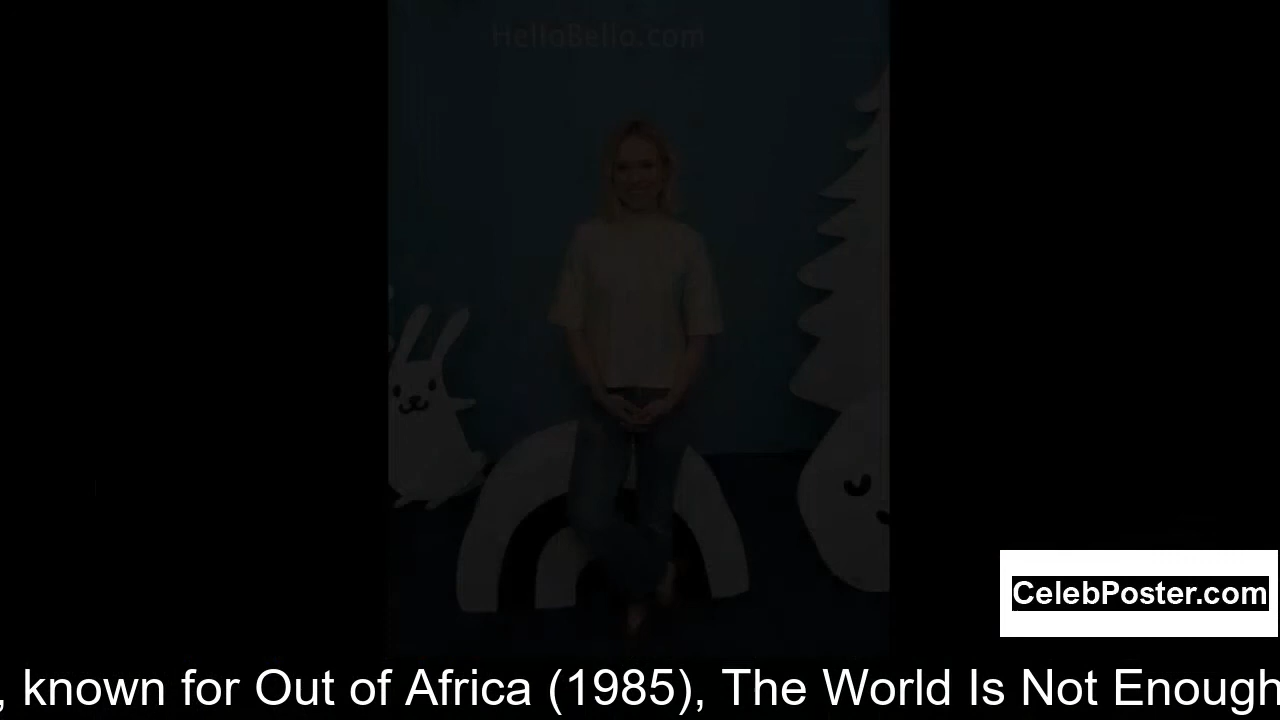 HelloBello.com
CelebPoster.com
, known for Out of Africa (1985), The World Is Not Enough